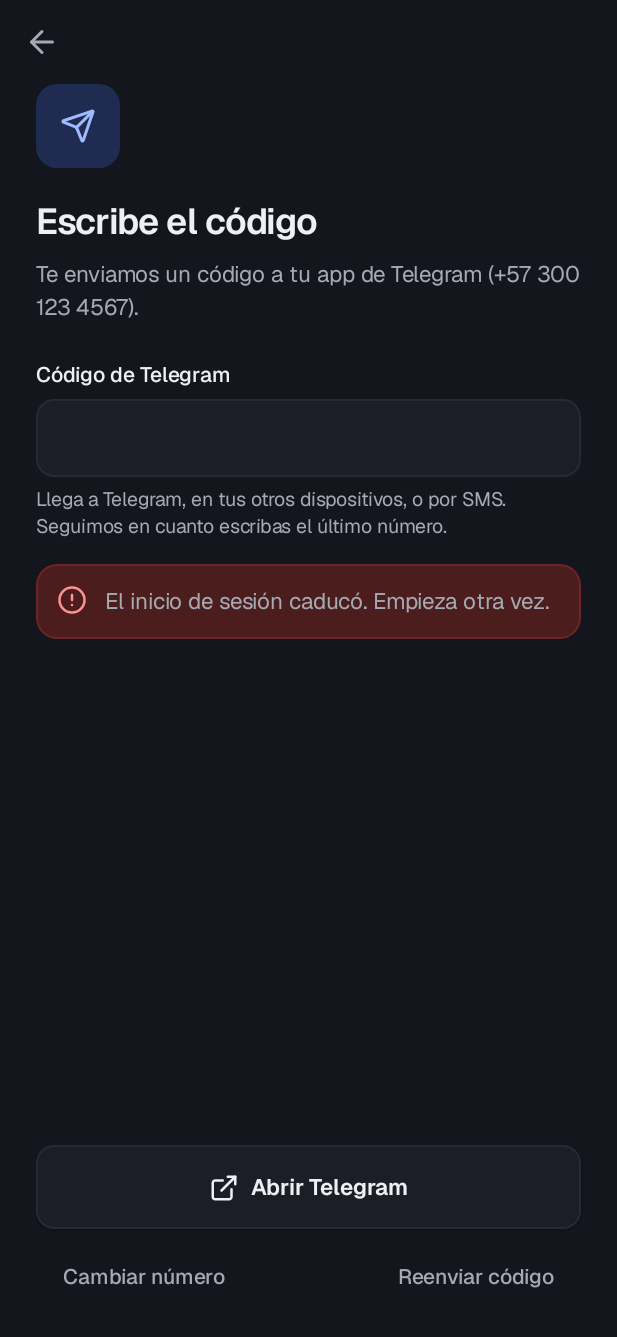 Escribe el código
Te enviamos un código a tu app de Telegram (+57 300
123 4567).
Código de Telegram
Llega a Telegram, en tus otros dispositivos, o por SMS.
Seguimos en cuanto escribas el último número.
El inicio de sesión caducó. Empieza otra vez.
Abrir Telegram
Cambiar número
Reenviar código